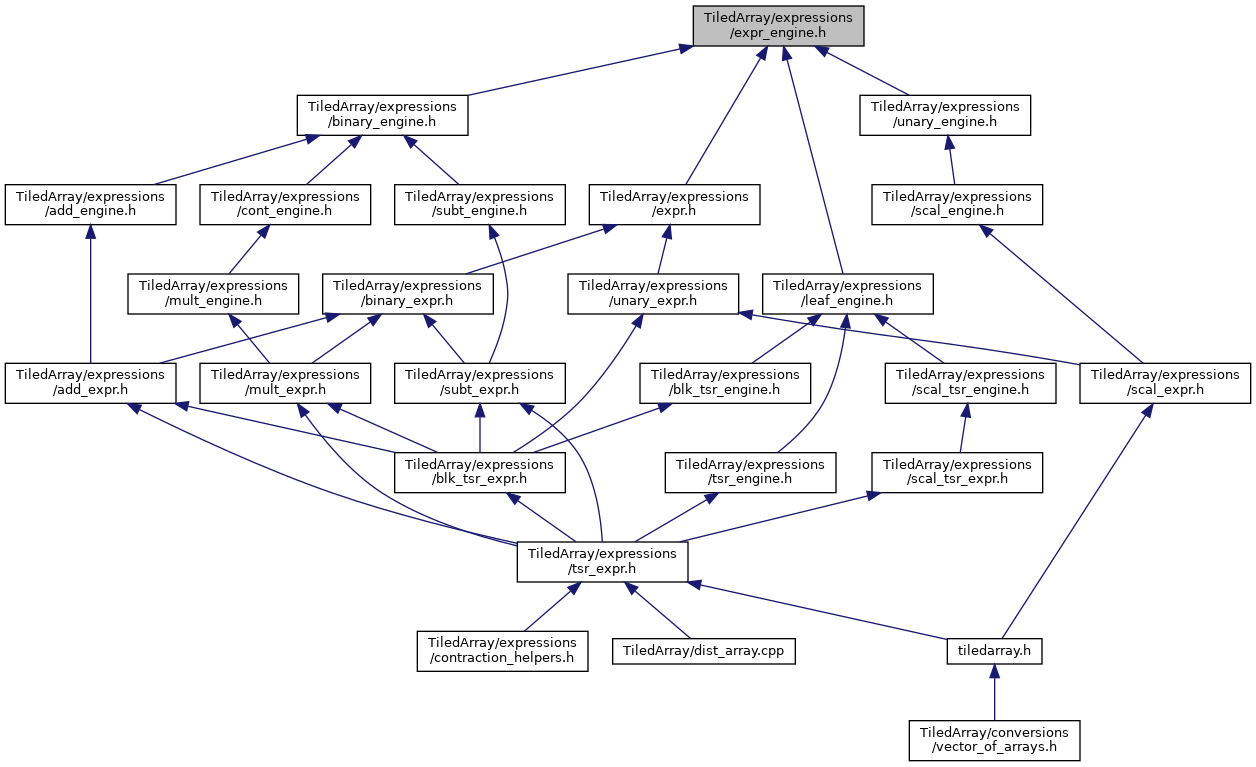 TiledArray/expressions
/expr_engine.h
TiledArray/expressions
/binary_engine.h
TiledArray/expressions
/unary_engine.h
TiledArray/expressions
/add_engine.h
TiledArray/expressions
/cont_engine.h
TiledArray/expressions
/subt_engine.h
TiledArray/expressions
/expr.h
TiledArray/expressions
/scal_engine.h
TiledArray/expressions
/mult_engine.h
TiledArray/expressions
/binary_expr.h
TiledArray/expressions
/unary_expr.h
TiledArray/expressions
/leaf_engine.h
TiledArray/expressions
/add_expr.h
TiledArray/expressions
/mult_expr.h
TiledArray/expressions
/subt_expr.h
TiledArray/expressions
/blk_tsr_engine.h
TiledArray/expressions
/scal_tsr_engine.h
TiledArray/expressions
/scal_expr.h
TiledArray/expressions
/blk_tsr_expr.h
TiledArray/expressions
/tsr_engine.h
TiledArray/expressions
/scal_tsr_expr.h
TiledArray/expressions
/tsr_expr.h
TiledArray/expressions
/contraction_helpers.h
TiledArray/dist_array.cpp
tiledarray.h
TiledArray/conversions
/vector_of_arrays.h